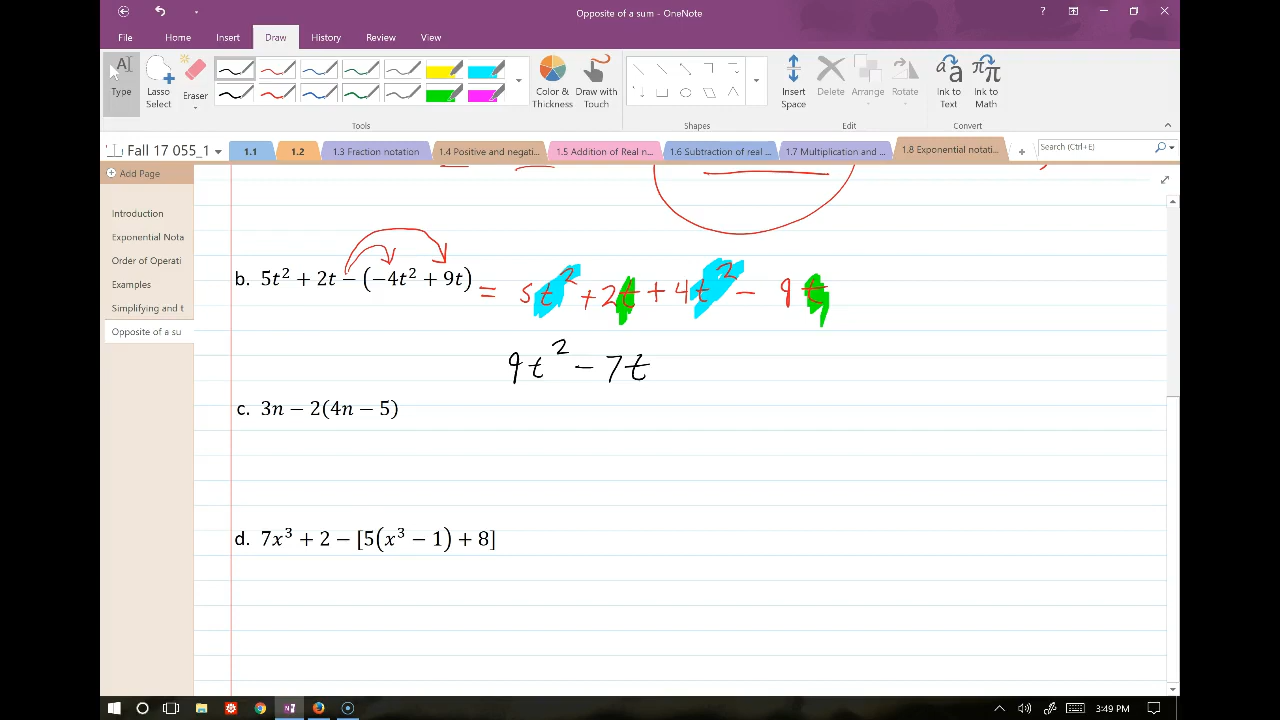 Opposite of a sum - OneNote
?
File Home Insert Draw History Review View
Type
Lasso Select
Eraser
Color & Thickness
Draw with Touch
Insert Space
Delete
Arrange
Rotate
Ink to Text
Ink to Math
Tools Shapes Edit Convert
Fall 17 055_1 1.1 1.2 1.3 Fraction notation 1.4 Positive and negati... 1.5 Addition of Real n... 1.6 Subtraction of real ... 1.7 Multiplication and ... 1.8 Exponential notati... + Search (Ctrl+E)
Add Page
Introduction
Exponential Nota
Order of Operati
Examples
Simplifying and t
Opposite of a su
b. 5t² + 2t − (−4t² + 9t) = 5t² + 2t + 4t² − 9t
9t² − 7t
c. 3n − 2(4n − 5)
d. 7x³ + 2 − [5(x³ − 1) + 8]
3:49 PM